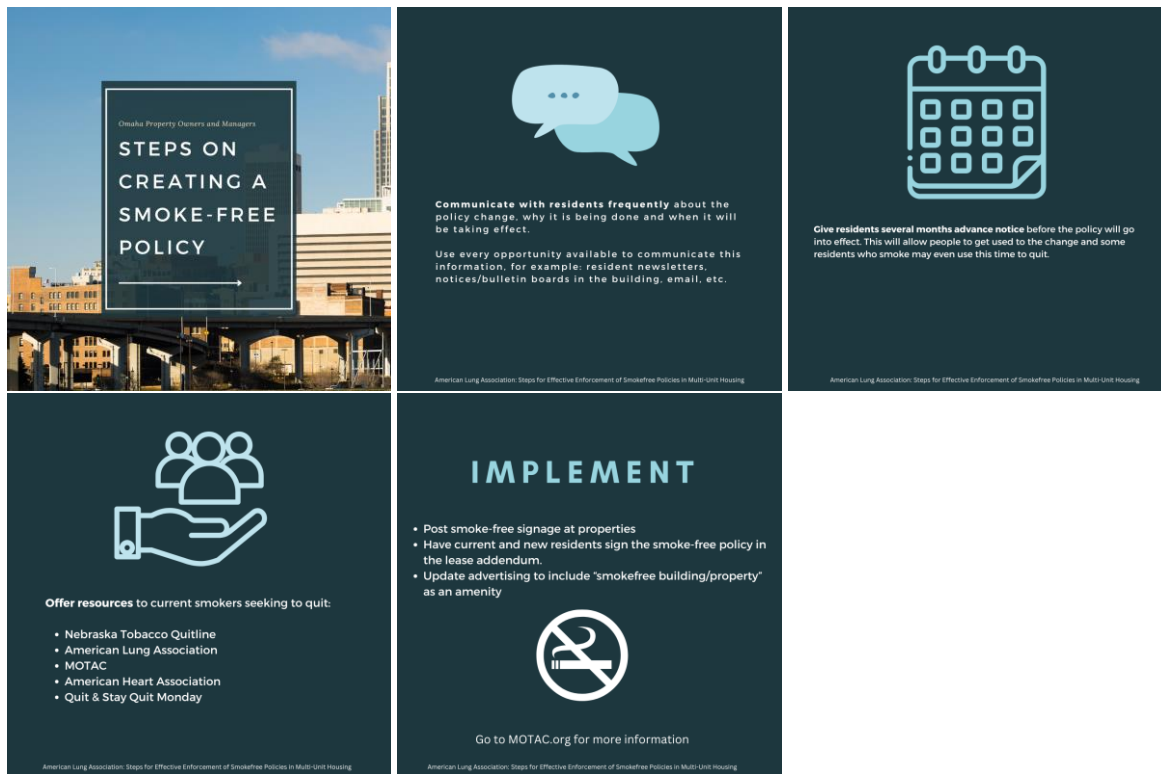 Omaha Property Owners and Managers
STEPS ON
CREATING A
SMOKE-FREE
POLICY
Communicate with residents frequently about the
policy change, why it is being done and when it will
be taking effect.
Use every opportunity available to communicate this
information, for example: resident newsletters,
notices/bulletin boards in the building, email, etc.
American Lung Association: Steps for Effective Enforcement of Smokefree Policies in Multi-Unit Housing
Give residents several months advance notice before the policy will go
into effect. This will allow people to get used to the change and some
residents who smoke may even use this time to quit.
American Lung Association: Steps for Effective Enforcement of Smokefree Policies in Multi-Unit Housing
Offer resources to current smokers seeking to quit:
• Nebraska Tobacco Quitline
• American Lung Association
• MOTAC
• American Heart Association
• Quit & Stay Quit Monday
American Lung Association: Steps for Effective Enforcement of Smokefree Policies in Multi-Unit Housing
IMPLEMENT
• Post smoke-free signage at properties
• Have current and new residents sign the smoke-free policy in
the lease addendum.
• Update advertising to include "smokefree building/property"
as an amenity
Go to MOTAC.org for more information
American Lung Association: Steps for Effective Enforcement of Smokefree Policies in Multi-Unit Housing